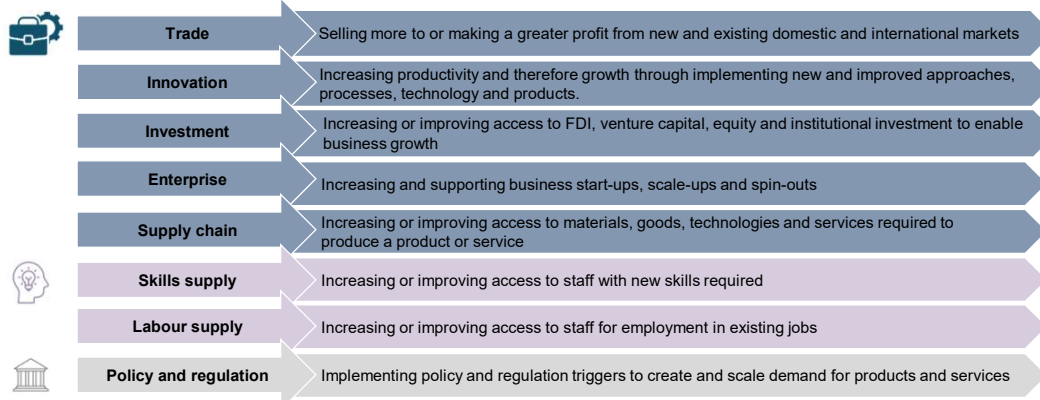 Trade
Selling more to or making a greater profit from new and existing domestic and international markets
Innovation
Increasing productivity and therefore growth through implementing new and improved approaches,
processes, technology and products.
Investment
Increasing or improving access to FDI, venture capital, equity and institutional investment to enable
business growth
Enterprise
Increasing and supporting business start-ups, scale-ups and spin-outs
Supply chain
Increasing or improving access to materials, goods, technologies and services required to
produce a product or service
Skills supply
Increasing or improving access to staff with new skills required
Labour supply
Increasing or improving access to staff for employment in existing jobs
Policy and regulation
Implementing policy and regulation triggers to create and scale demand for products and services